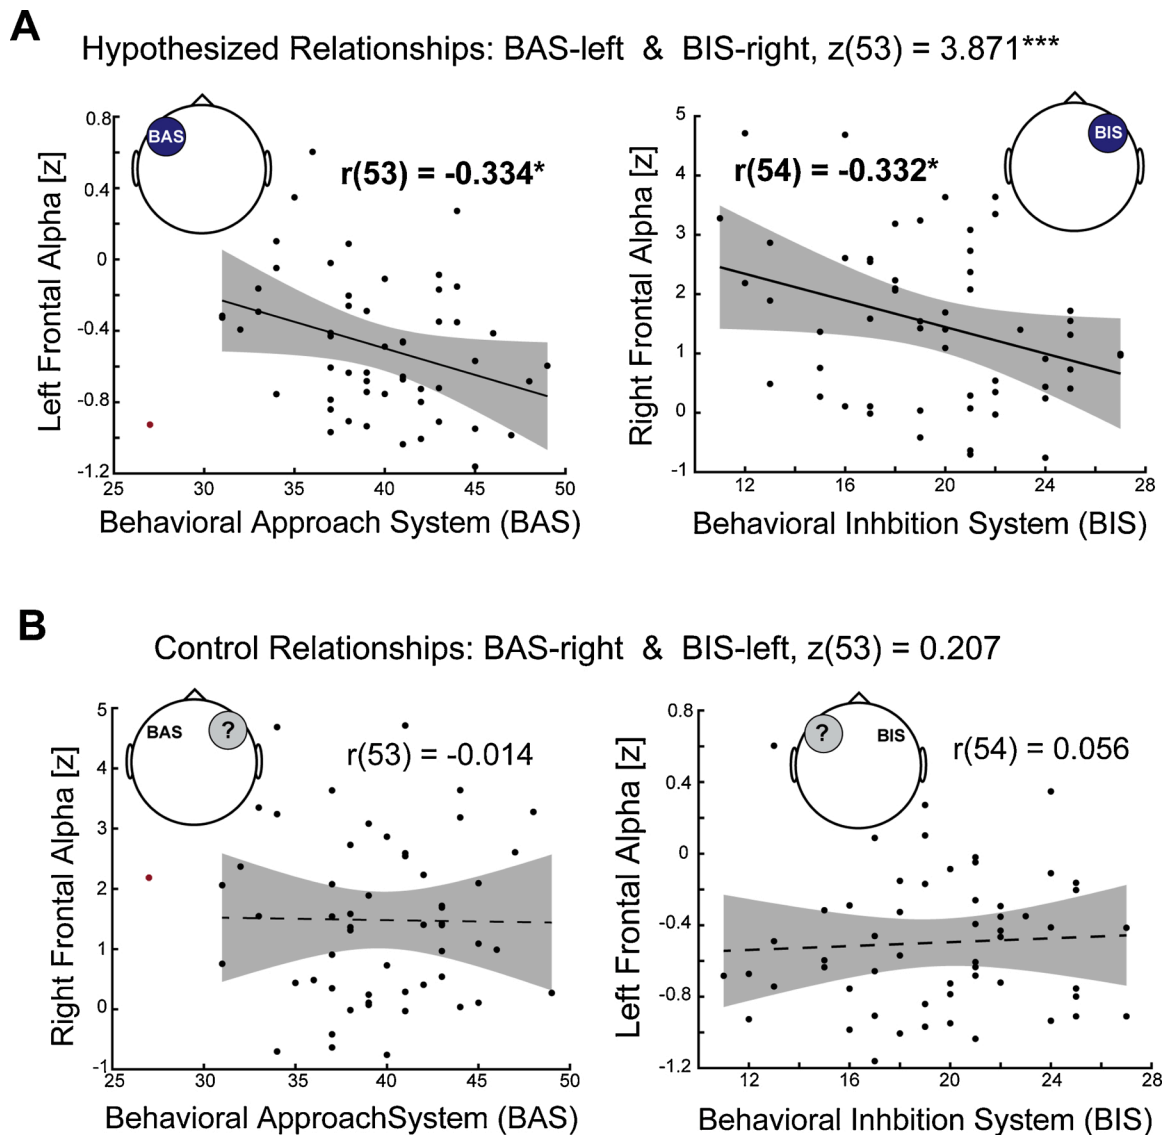 A
Hypothesized Relationships: BAS-left & BIS-right, z(53) = 3.871***
BAS
r(53) = -0.334*
0.8
0.4
0
-0.4
-0.8
-1.2
Left Frontal Alpha [z]
25 30 35 40 45 50
Behavioral Approach System (BAS)
BIS
r(54) = -0.332*
5
4
3
2
1
0
-1
Right Frontal Alpha [z]
12 16 20 24 28
Behavioral Inhbition System (BIS)
B
Control Relationships: BAS-right & BIS-left, z(53) = 0.207
BAS ?
r(53) = -0.014
5
4
3
2
1
0
-1
Right Frontal Alpha [z]
25 30 35 40 45 50
Behavioral ApproachSystem (BAS)
? BIS
r(54) = 0.056
0.8
0.4
0
-0.4
-0.8
-1.2
Left Frontal Alpha [z]
12 16 20 24 28
Behavioral Inhbition System (BIS)